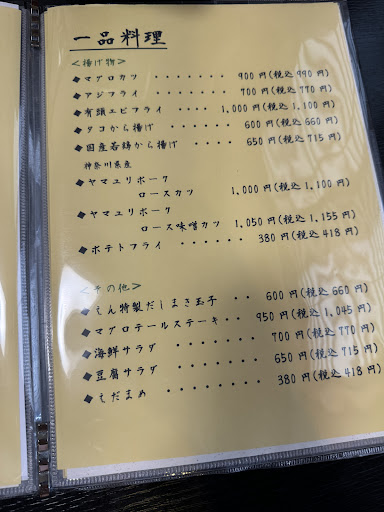 一品料理
<揚げ物>
◆マグロカツ ・・・・・・・ 900円(税込990円)
◆アジフライ ・・・・・・・ 700円(税込770円)
◆有頭エビフライ ・・・・ 1,000円(税込1,100円)
◆タコから揚げ ・・・・・ 600円(税込660円)
◆国産若鶏から揚げ ・・・・ 650円(税込715円)
神奈川県産
◆ヤマユリポーク
ロースカツ 1,000円(税込1,100円)
◆ヤマユリポーク
ロース味噌カツ 1,050円(税込1,155円)
◆ポテトフライ ・・・・・・ 380円(税込418円)
<その他>
◆えん特製だしまき玉子 ・・ 600円(税込660円)
◆マグロテールステーキ・・ 950円(税込1,045円)
◆海鮮サラダ ・・・・・・・ 700円(税込770円)
◆豆腐サラダ ・・・・・・・ 650円(税込715円)
◆えだまめ ・・・・・・・・ 380円(税込418円)